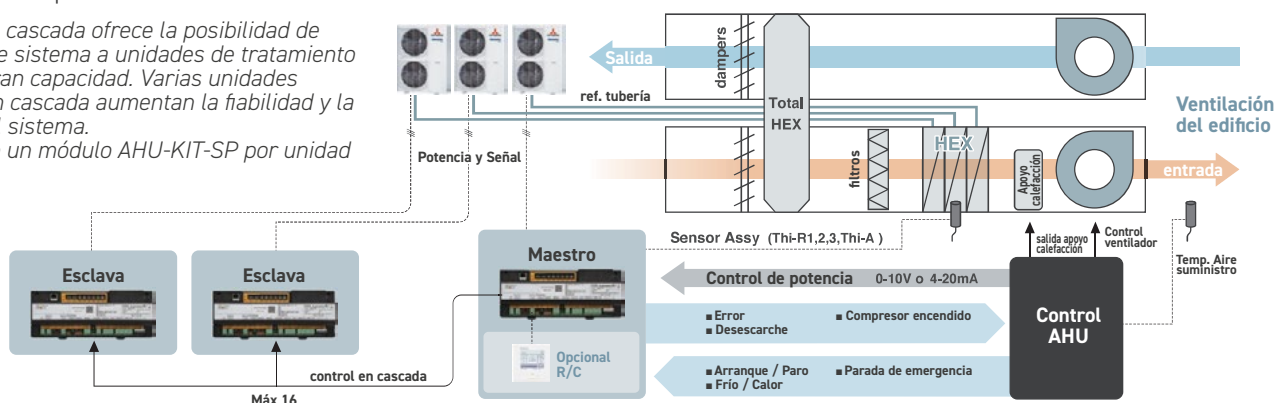 cascada ofrece la posibilidad de
e sistema a unidades de tratamiento
ran capacidad. Varias unidades
n cascada aumentan la fiabilidad y la
l sistema.
un módulo AHU-KIT-SP por unidad
Salida
dampers
Total
HEX
ref. tubería
Ventilación
del edificio
Potencia y Señal
filtros
HEX
Apoyo
calefacción
entrada
Sensor Assy (Thi-R1,2,3,Thi-A )
salida apoyo
calefacción
Control
ventilador
Temp. Aire
suministro
Esclava
Esclava
Maestro
Control de potencia 0-10V o 4-20mA
■ Error
■ Compresor encendido
■ Desescarche
Control
AHU
Opcional
R/C
■ Arranque / Paro
■ Parada de emergencia
■ Frío / Calor
control en cascada
Máx 16